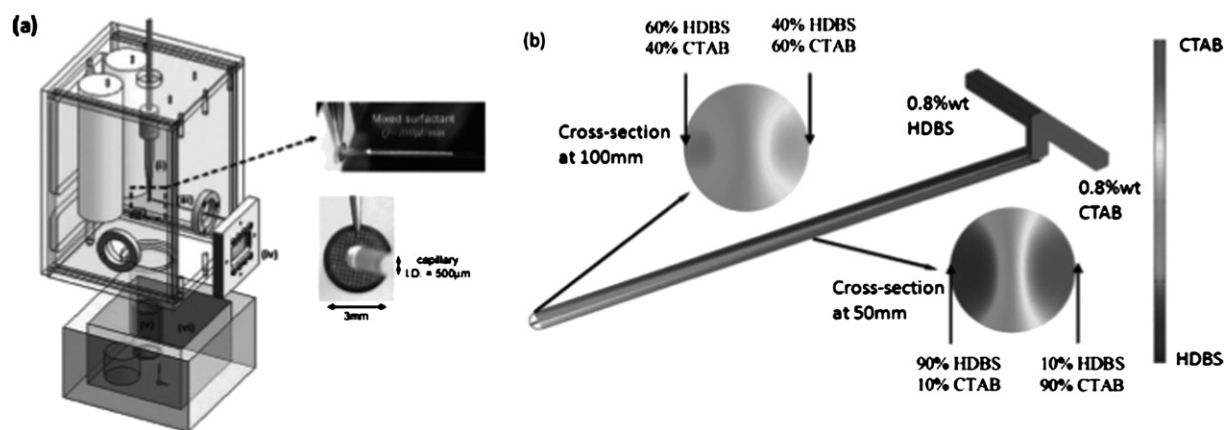 (a)
(i)
Mixed surfactant
(iv)
capillary
I.D. = 500µm
3mm
(v)
(vi)
(b)
60% HDBS
40% CTAB
40% HDBS
60% CTAB
Cross-section
at 100mm
0.8%wt
HDBS
0.8%wt
CTAB
Cross-section
at 50mm
90% HDBS
10% CTAB
10% HDBS
90% CTAB
CTAB
HDBS